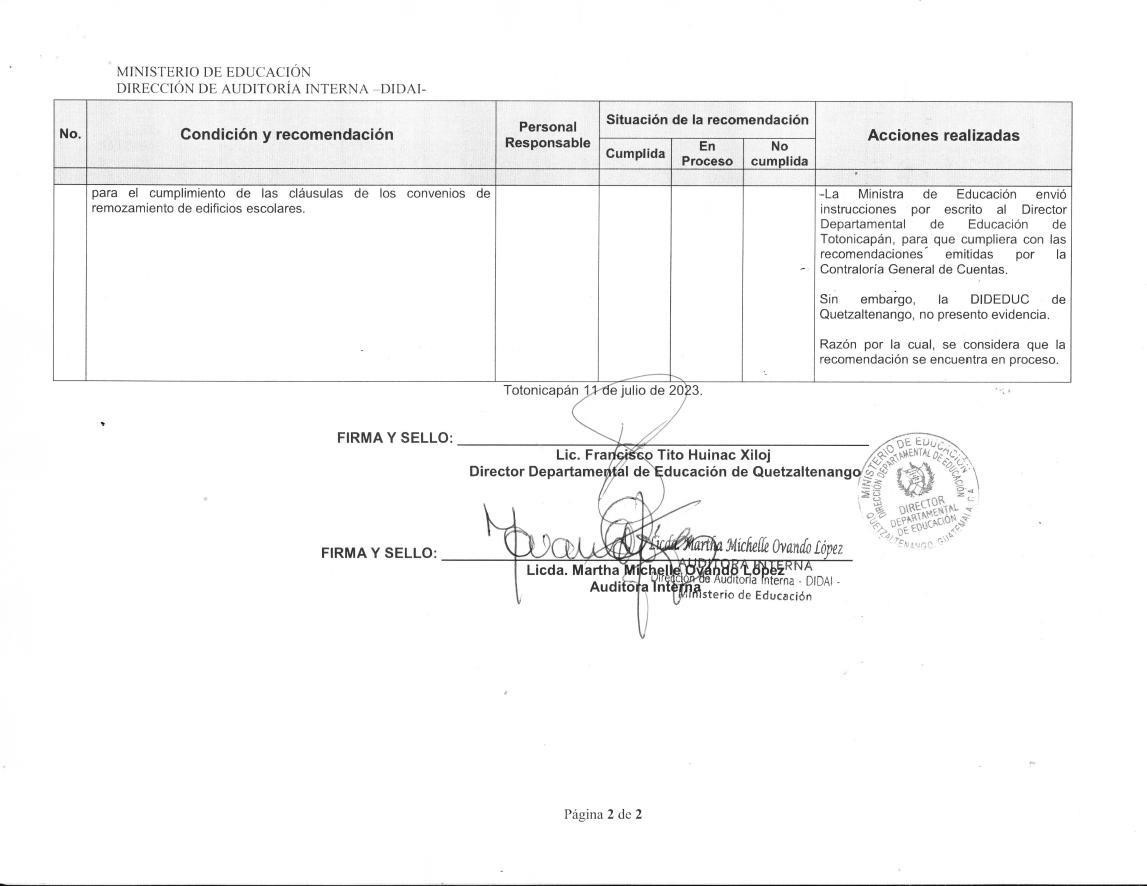 MINISTERIO DE EDUCACIÓN
DIRECCIÓN DE AUDITORÍA INTERNA –DIDAI-
No.
Condición y recomendación
Personal
Responsable
Situación de la recomendación
Cumplida
En
Proceso
No
cumplida
Acciones realizadas
para el cumplimiento de las cláusulas de los convenios de
remozamiento de edificios escolares.
-La Ministra de Educación envió
instrucciones por escrito al Director
Departamental de Educación de
Totonicapán, para que cumpliera con las
recomendaciones emitidas por la
Contraloría General de Cuentas.
Sin embargo, la DIDEDUC de
Quetzaltenango, no presento evidencia.
Razón por la cual, se considera que la
recomendación se encuentra en proceso.
Totonicapán 11 de julio de 2023.
FIRMA Y SELLO:
Lic. Francisco Tito Huinac Xiloj
Director Departamental de Educación de Quetzaltenango
MINISTERIO DE EDUCACIÓN
DIRECCIÓN DEPARTAMENTAL DE EDUCACIÓN
DIRECTOR
DEPARTAMENTAL
DE EDUCACIÓN
QUETZALTENANGO, GUATEMALA, C.A.
FIRMA Y SELLO:
Licda. Martha Michelle Ovando López
AUDITORA INTERNA
Dirección de Auditoría Interna - DIDAI -
Ministerio de Educación
Licda. Martha Michelle Ovando López
Auditora Interna
Página 2 de 2